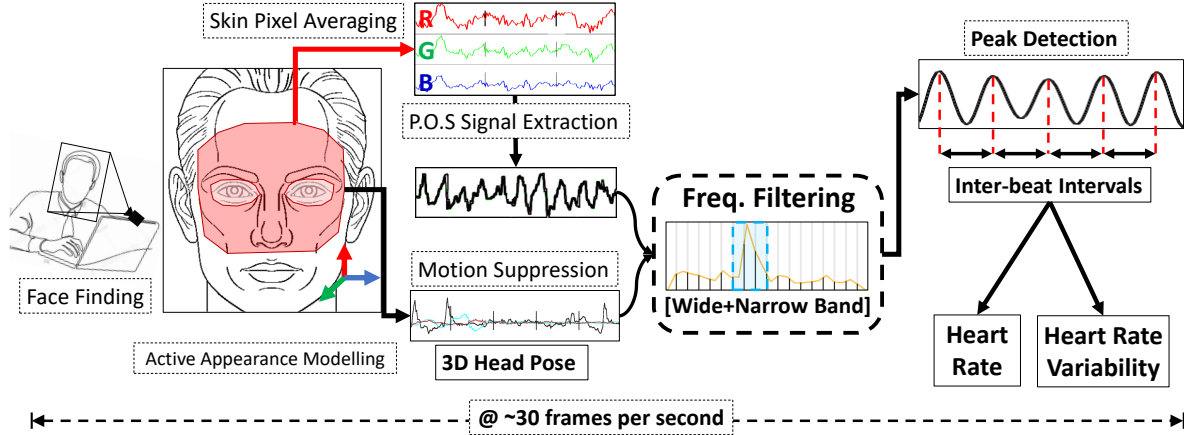 Skin Pixel Averaging
R
G
B
P.O.S Signal Extraction
Face Finding
Active Appearance Modelling
Motion Suppression
3D Head Pose
Freq. Filtering
[Wide+Narrow Band]
Peak Detection
Inter-beat Intervals
Heart
Rate
Heart Rate
Variability
@ ~30 frames per second